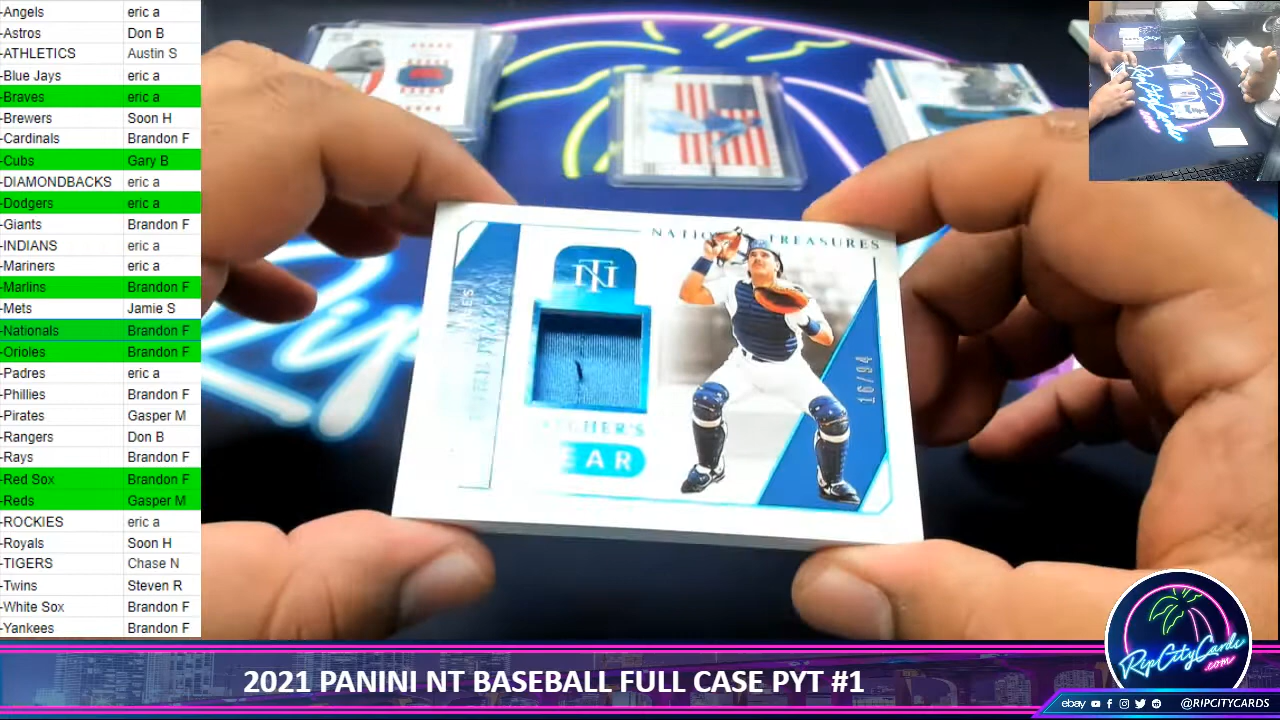 -Angels eric a
-Astros Don B
-ATHLETICS Austin S
-Blue Jays eric a
-Braves eric a
-Brewers Soon H
-Cardinals Brandon F
-Cubs Gary B
-DIAMONDBACKS eric a
-Dodgers eric a
-Giants Brandon F
-INDIANS eric a
-Mariners eric a
-Marlins Brandon F
-Mets Jamie S
-Nationals Brandon F
-Orioles Brandon F
-Padres eric a
-Phillies Brandon F
-Pirates Gasper M
-Rangers Don B
-Rays Brandon F
-Red Sox Brandon F
-Reds Gasper M
-ROCKIES eric a
-Royals Soon H
-TIGERS Chase N
-Twins Steven R
-White Sox Brandon F
-Yankees Brandon F
TREASURES
NT
16/94
2021 PANINI NT BASEBALL FULL CASE PYT #1
RipCityCards
.com
ebay @RIPCITYCARDS